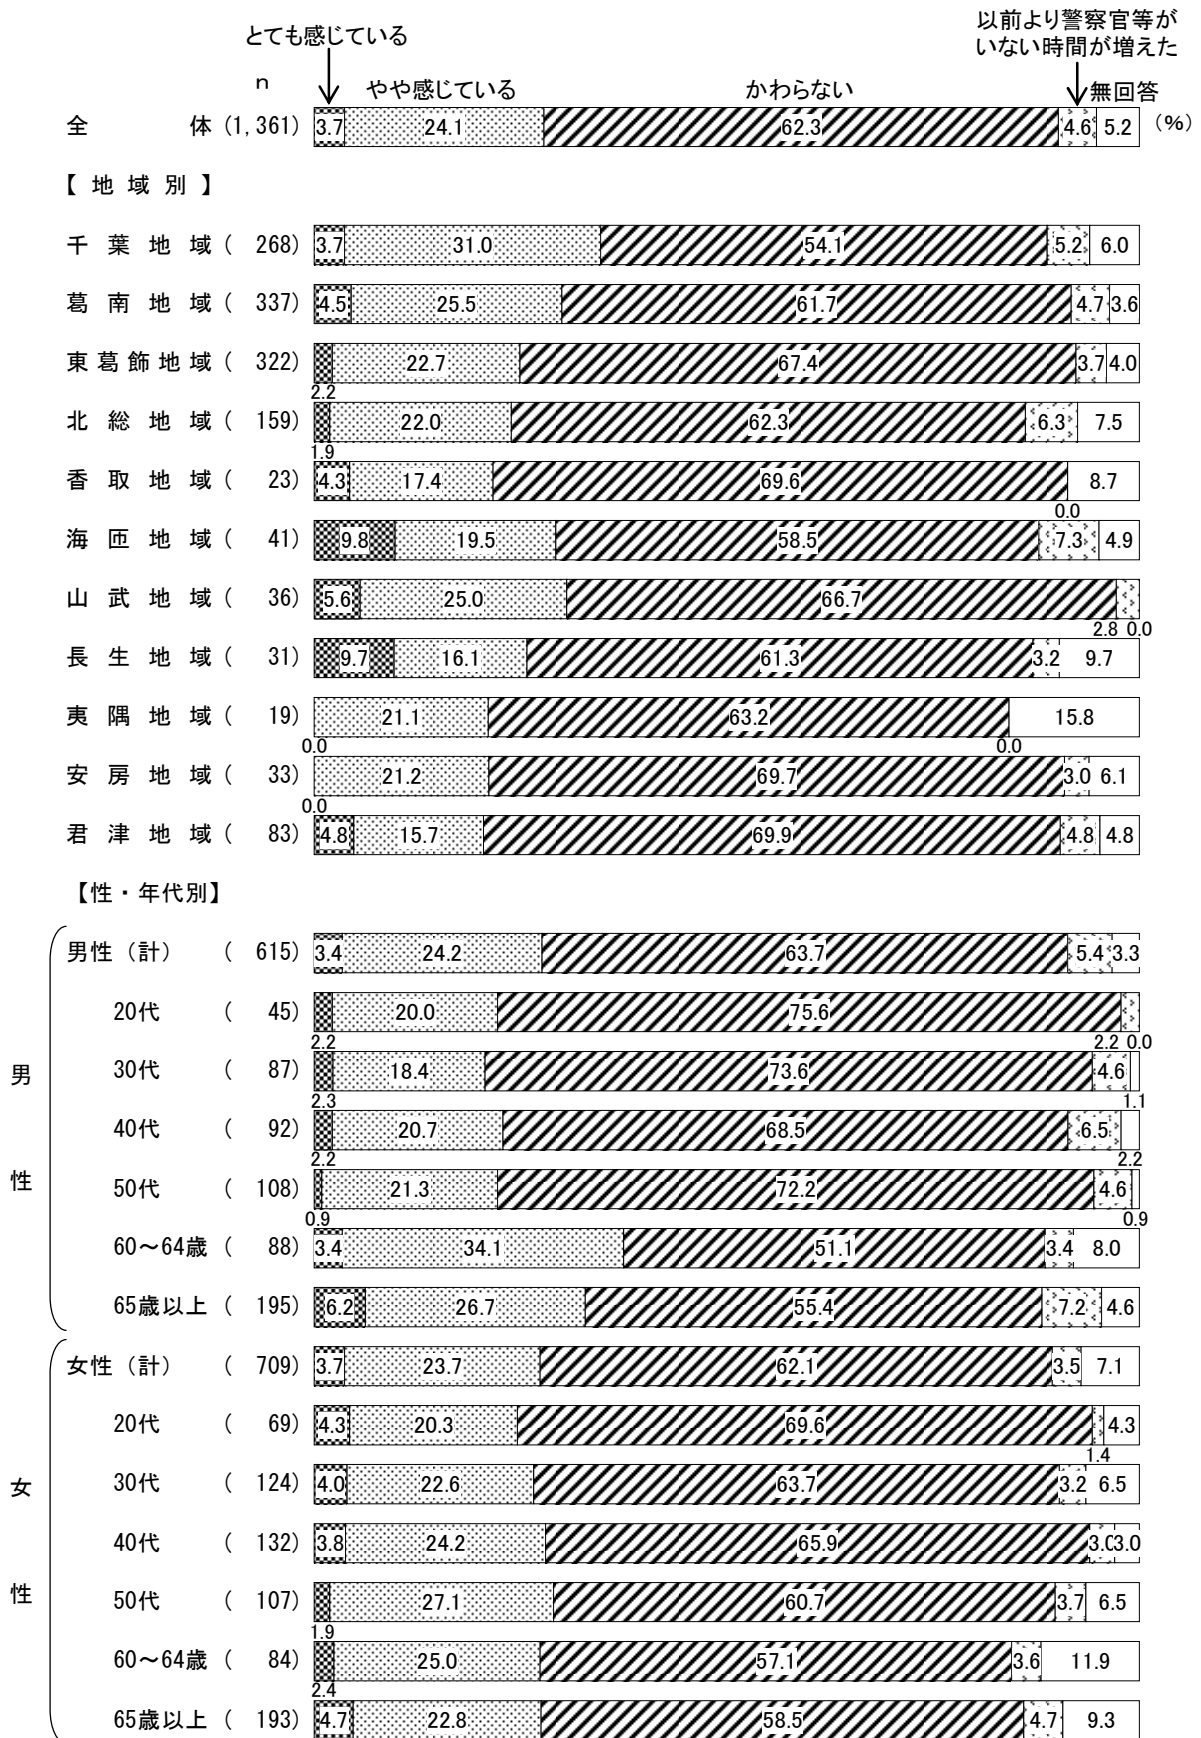 とても感じている
以前より警察官等が
いない時間が増えた
n やや感じている かわらない 無回答
全体 (1,361) 3.7 24.1 62.3 4.6 5.2 (%)
【地域別】
千葉地域 ( 268) 3.7 31.0 54.1 5.2 6.0
葛南地域 ( 337) 4.5 25.5 61.7 4.7 3.6
東葛飾地域 ( 322) 2.2 22.7 67.4 3.7 4.0
北総地域 ( 159) 1.9 22.0 62.3 6.3 7.5
香取地域 ( 23) 4.3 17.4 69.6 0.0 8.7
海匝地域 ( 41) 9.8 19.5 58.5 7.3 4.9
山武地域 ( 36) 5.6 25.0 66.7 2.8 0.0
長生地域 ( 31) 9.7 16.1 61.3 3.2 9.7
夷隅地域 ( 19) 0.0 21.1 63.2 0.0 15.8
安房地域 ( 33) 0.0 21.2 69.7 3.0 6.1
君津地域 ( 83) 4.8 15.7 69.9 4.8 4.8
【性・年代別】
男性
男性（計） ( 615) 3.4 24.2 63.7 5.4 3.3
20代 ( 45) 2.2 20.0 75.6 2.2 0.0
30代 ( 87) 2.3 18.4 73.6 4.6 1.1
40代 ( 92) 2.2 20.7 68.5 6.5 2.2
50代 ( 108) 0.9 21.3 72.2 4.6 0.9
60～64歳 ( 88) 3.4 34.1 51.1 3.4 8.0
65歳以上 ( 195) 6.2 26.7 55.4 7.2 4.6
女性
女性（計） ( 709) 3.7 23.7 62.1 3.5 7.1
20代 ( 69) 4.3 20.3 69.6 1.4 4.3
30代 ( 124) 4.0 22.6 63.7 3.2 6.5
40代 ( 132) 3.8 24.2 65.9 3.0 3.0
50代 ( 107) 1.9 27.1 60.7 3.7 6.5
60～64歳 ( 84) 2.4 25.0 57.1 3.6 11.9
65歳以上 ( 193) 4.7 22.8 58.5 4.7 9.3